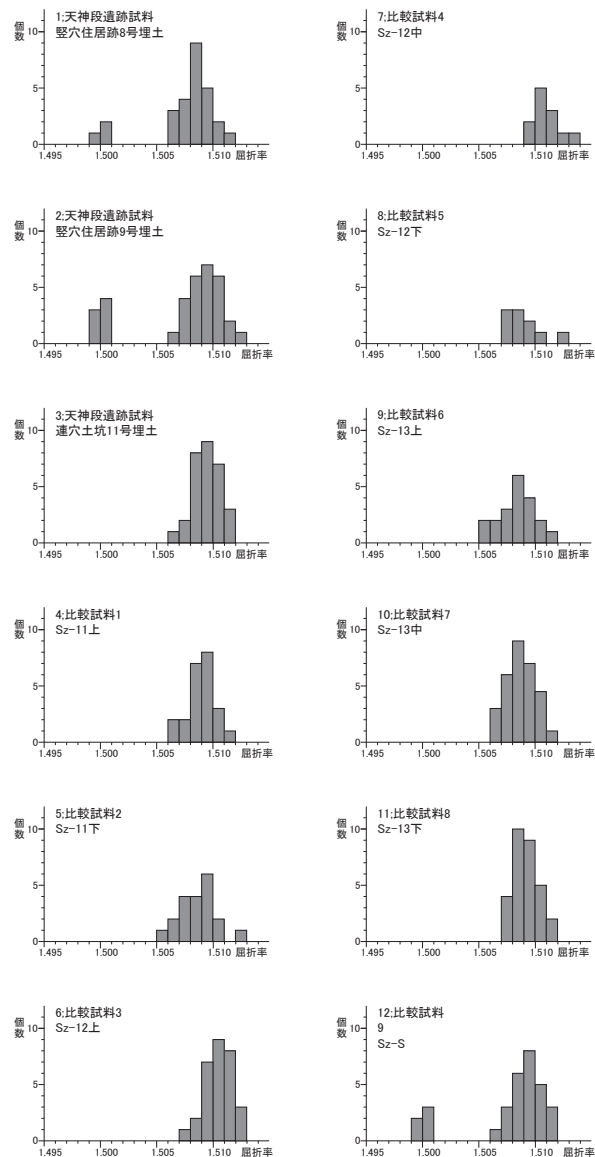 1;天神段遺跡試料
竪穴住居跡8号埋土
個数
10
5
0
1.495 1.500 1.505 1.510 屈折率
2;天神段遺跡試料
竪穴住居跡9号埋土
個数
10
5
0
1.495 1.500 1.505 1.510 屈折率
3;天神段遺跡試料
連穴土坑11号埋土
個数
10
5
0
1.495 1.500 1.505 1.510 屈折率
4;比較試料1
Sz-11上
個数
10
5
0
1.495 1.500 1.505 1.510 屈折率
5;比較試料2
Sz-11下
個数
10
5
0
1.495 1.500 1.505 1.510 屈折率
6;比較試料3
Sz-12上
個数
10
5
0
1.495 1.500 1.505 1.510 屈折率
7;比較試料4
Sz-12中
個数
10
5
0
1.495 1.500 1.505 1.510 屈折率
8;比較試料5
Sz-12下
個数
10
5
0
1.495 1.500 1.505 1.510 屈折率
9;比較試料6
Sz-13上
個数
10
5
0
1.495 1.500 1.505 1.510 屈折率
10;比較試料7
Sz-13中
個数
10
5
0
1.495 1.500 1.505 1.510 屈折率
11;比較試料8
Sz-13下
個数
10
5
0
1.495 1.500 1.505 1.510 屈折率
12;比較試料
9
Sz-S
個数
10
5
0
1.495 1.500 1.505 1.510 屈折率